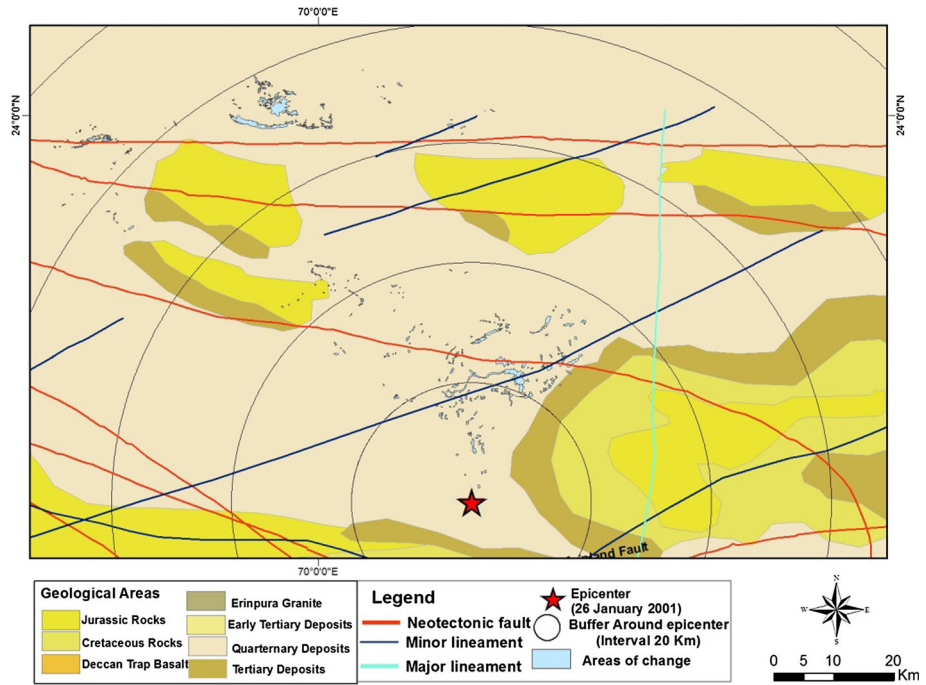 70°0'0"E
24°0'0"N
24°0'0"N
land Fault
70°0'0"E
Geological Areas
Jurassic Rocks
Cretaceous Rocks
Deccan Trap Basalt
Erinpura Granite
Early Tertiary Deposits
Quarternary Deposits
Tertiary Deposits
Legend
Neotectonic fault
Minor lineament
Major lineament
Epicenter
(26 January 2001)
Buffer Around epicenter
(Interval 20 Km)
Areas of change
N
W
E
S
0 5 10 20
Km